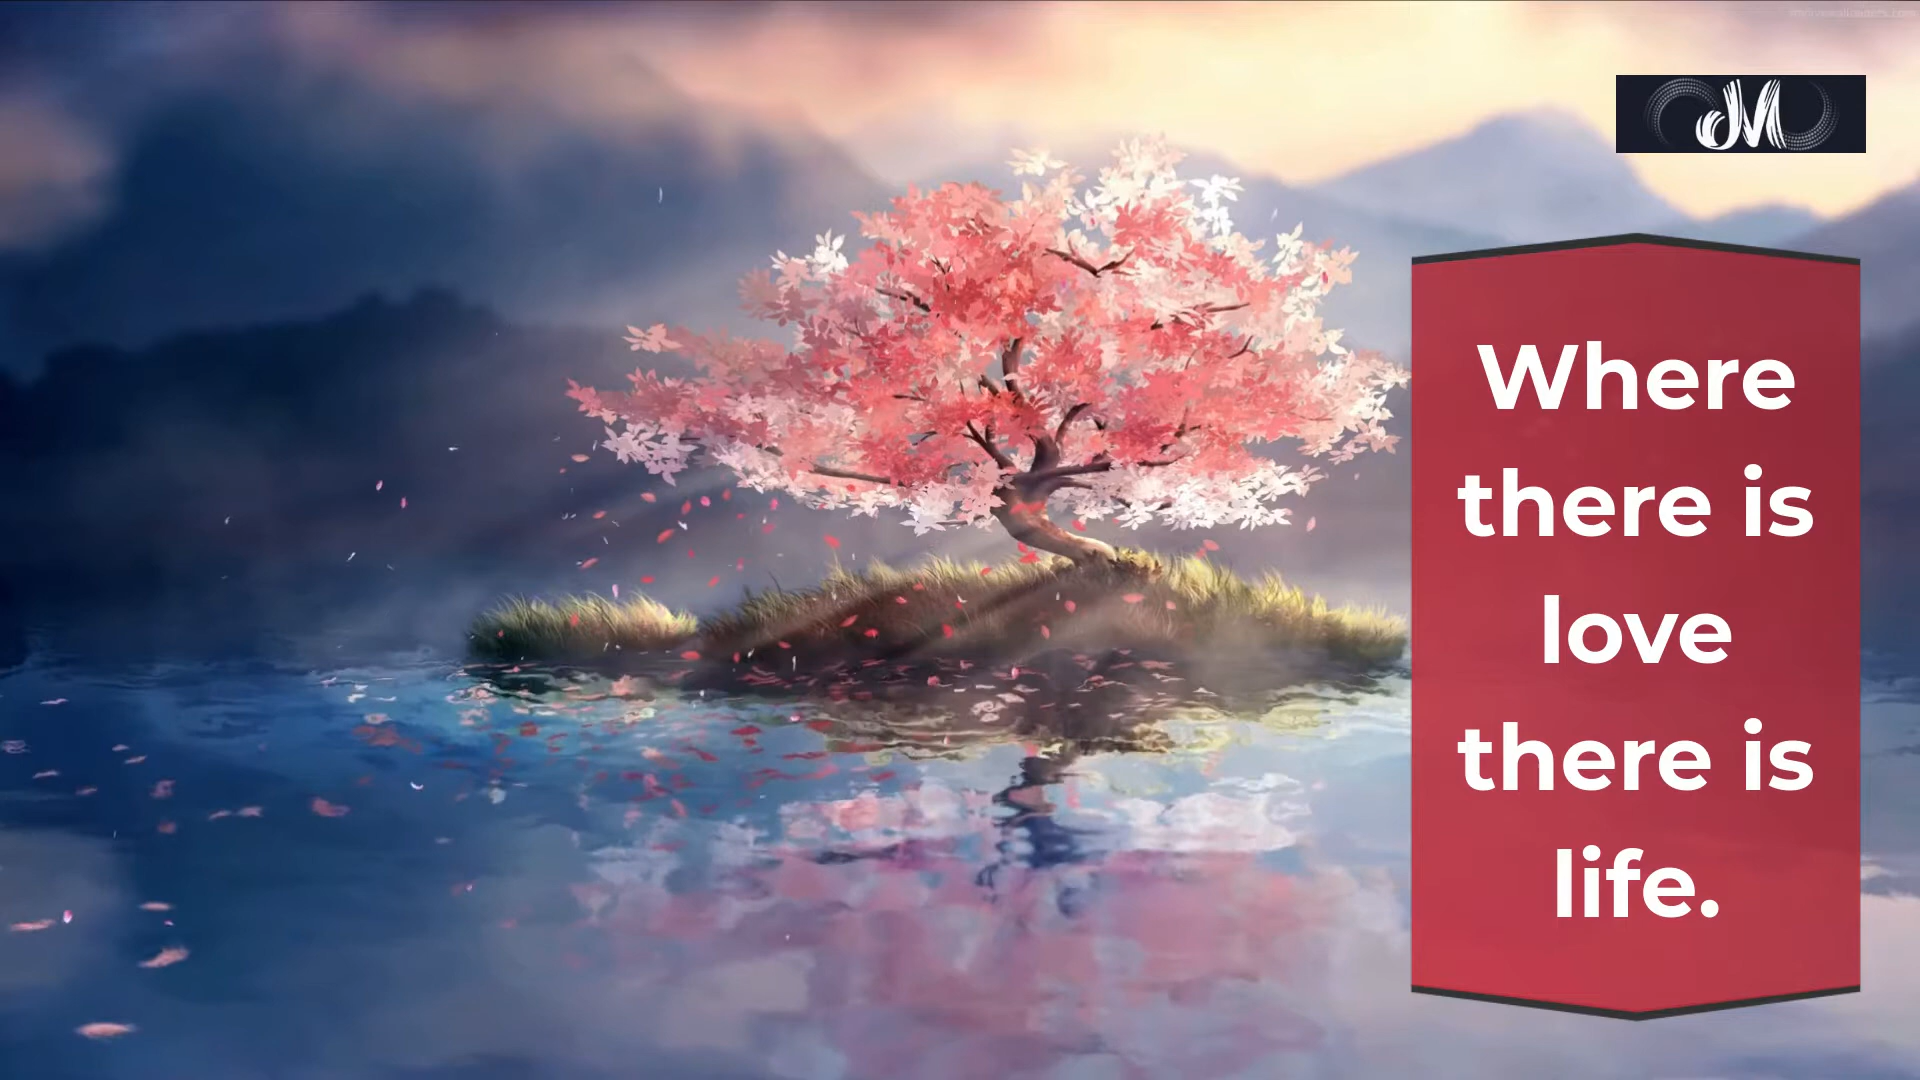 M
Where
there is
love
there is
life.